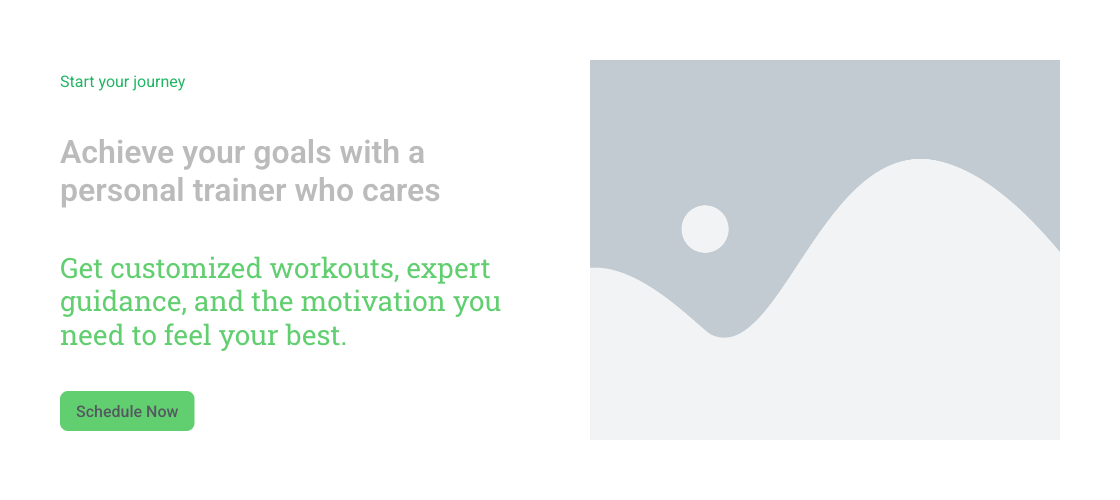 Start your journey
Achieve your goals with a
personal trainer who cares
Get customized workouts, expert
guidance, and the motivation you
need to feel your best.
Schedule Now